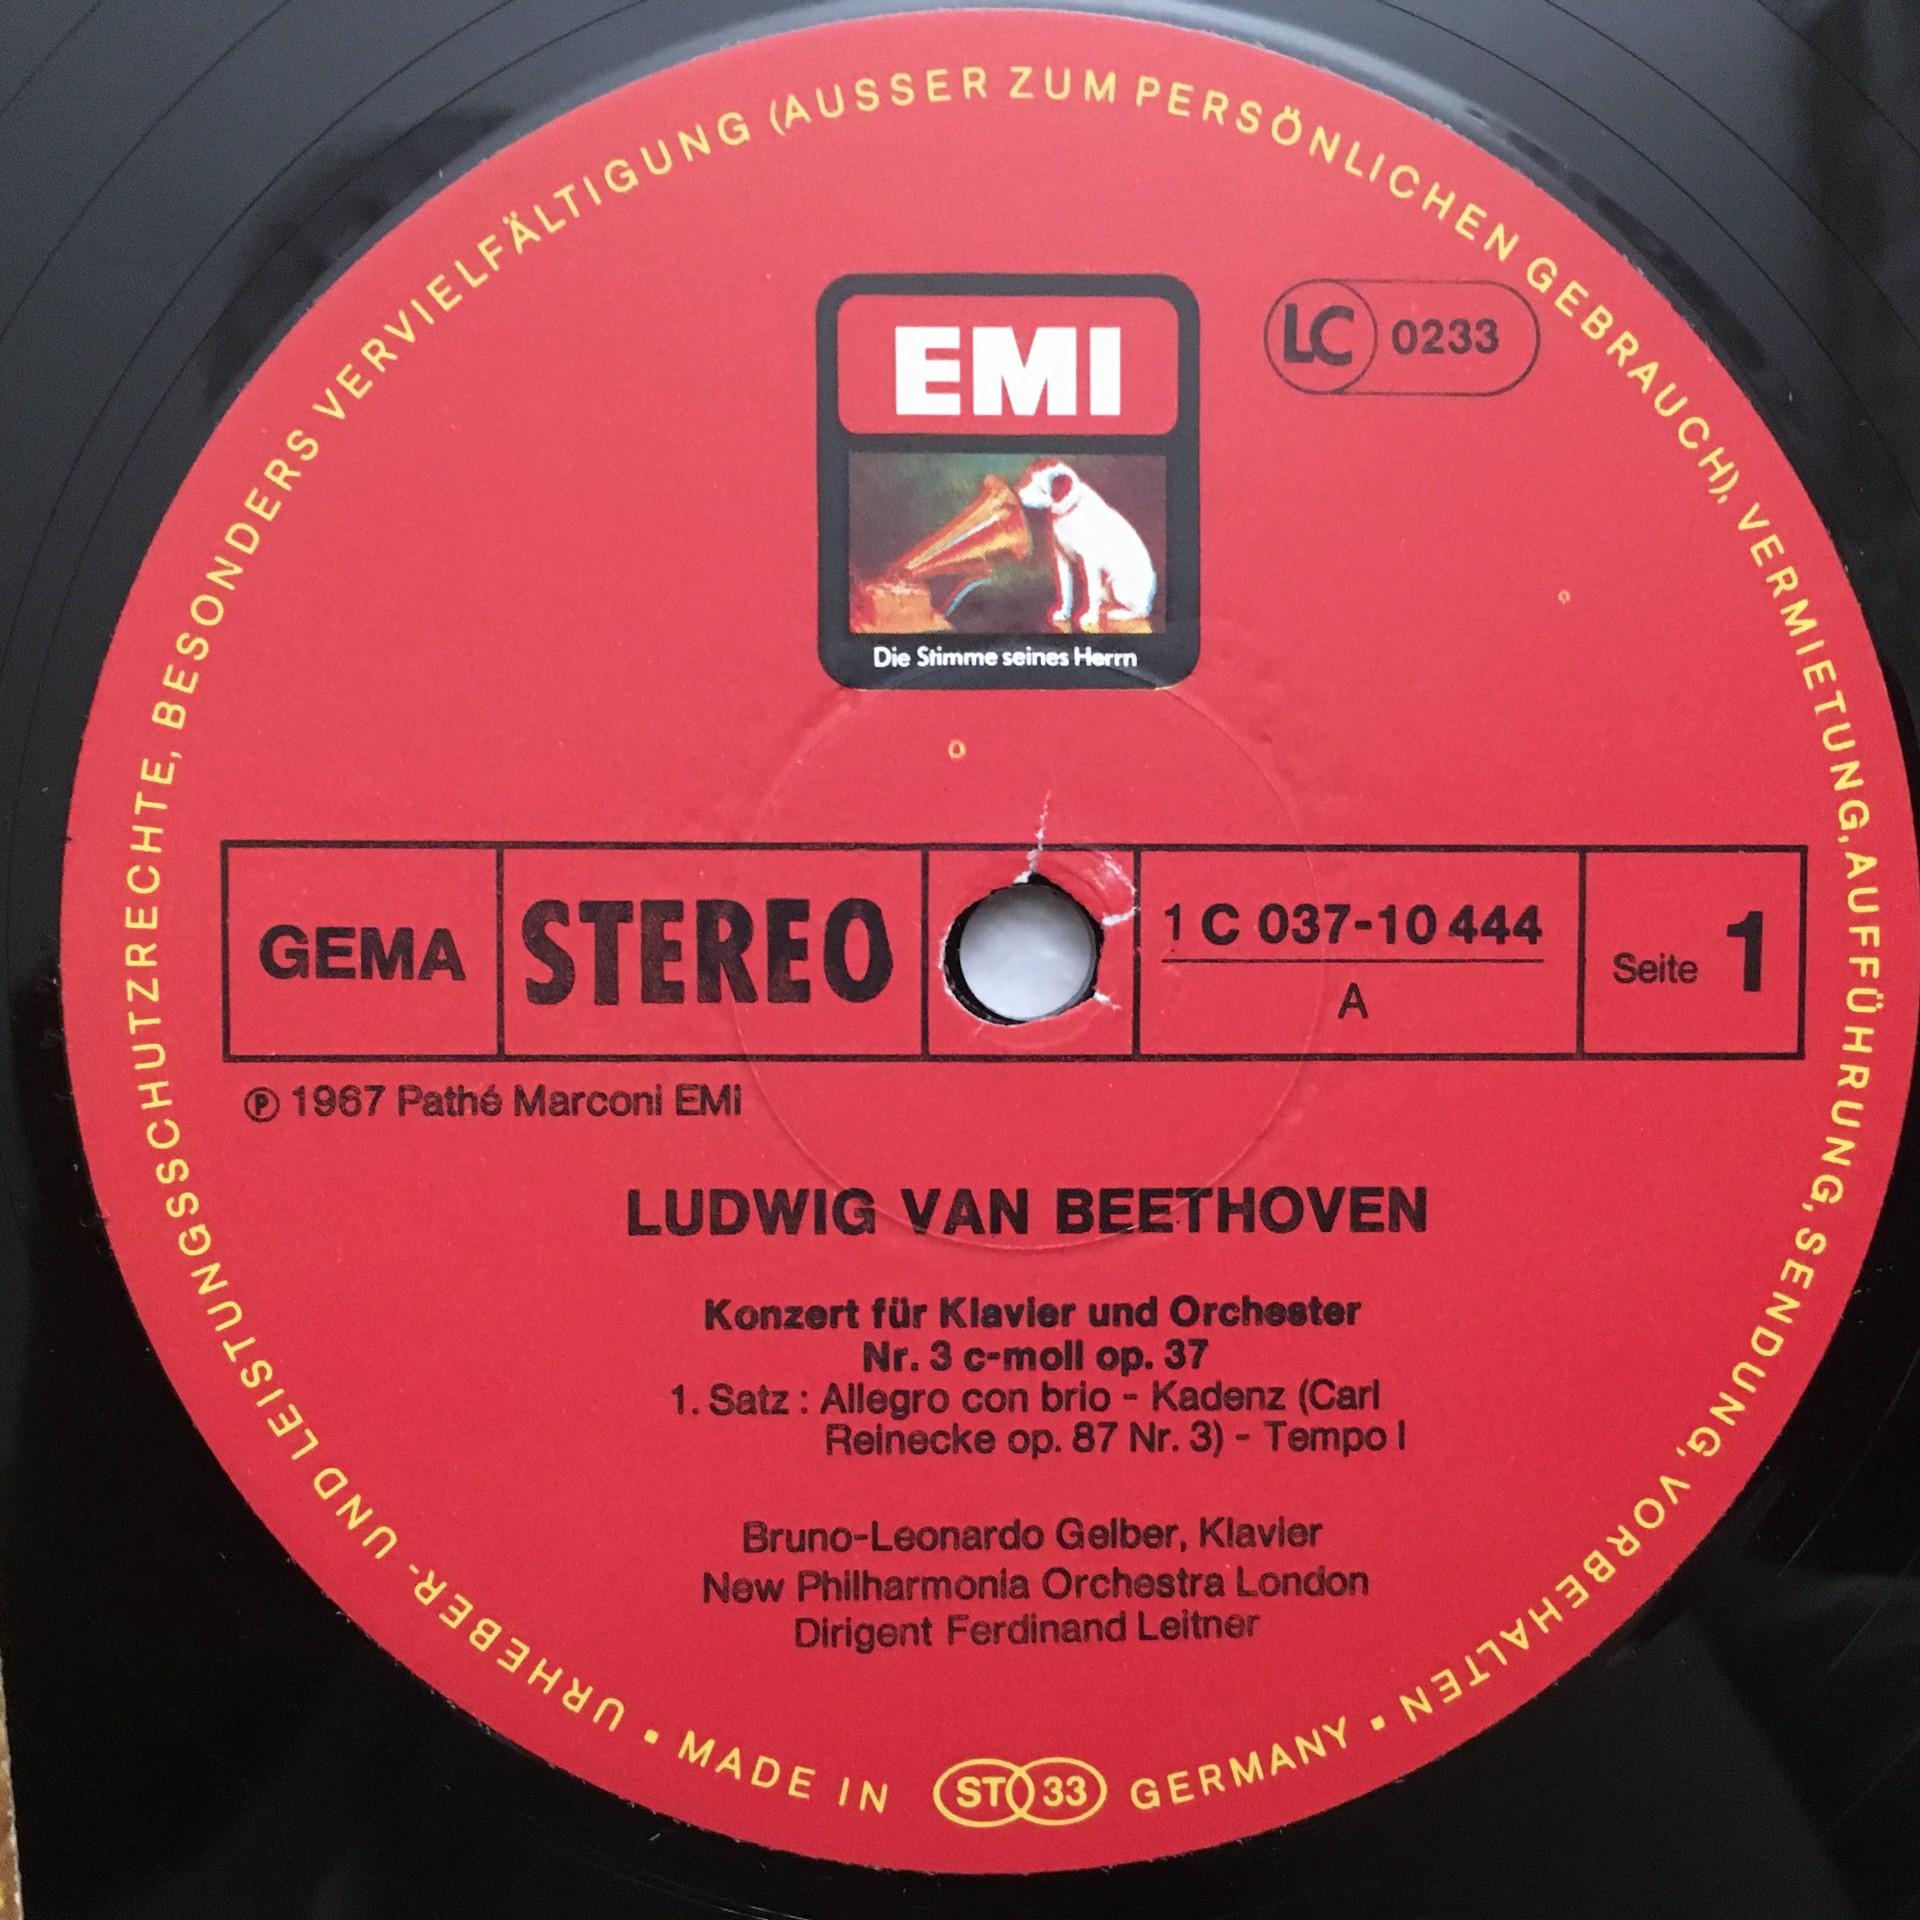 EMI
Die Stimme seines Herrn
LC 0233
GEMA
STEREO
1 C 037-10 444
A
Seite 1
℗ 1967 Pathé Marconi EMI
LUDWIG VAN BEETHOVEN
Konzert für Klavier und Orchester
Nr. 3 c-moll op. 37
1. Satz : Allegro con brio - Kadenz (Carl
Reinecke op. 87 Nr. 3) - Tempo I
Bruno-Leonardo Gelber, Klavier
New Philharmonia Orchestra London
Dirigent Ferdinand Leitner
URHEBER- UND LEISTUNGSSCHUTZRECHTE, BESONDERS VERVIELFÄLTIGUNG (AUSSER ZUM PERSÖNLICHEN GEBRAUCH), VERMIETUNG, AUFFÜHRUNG, SENDUNG, VORBEHALTEN
• MADE IN ST 33 GERMANY •